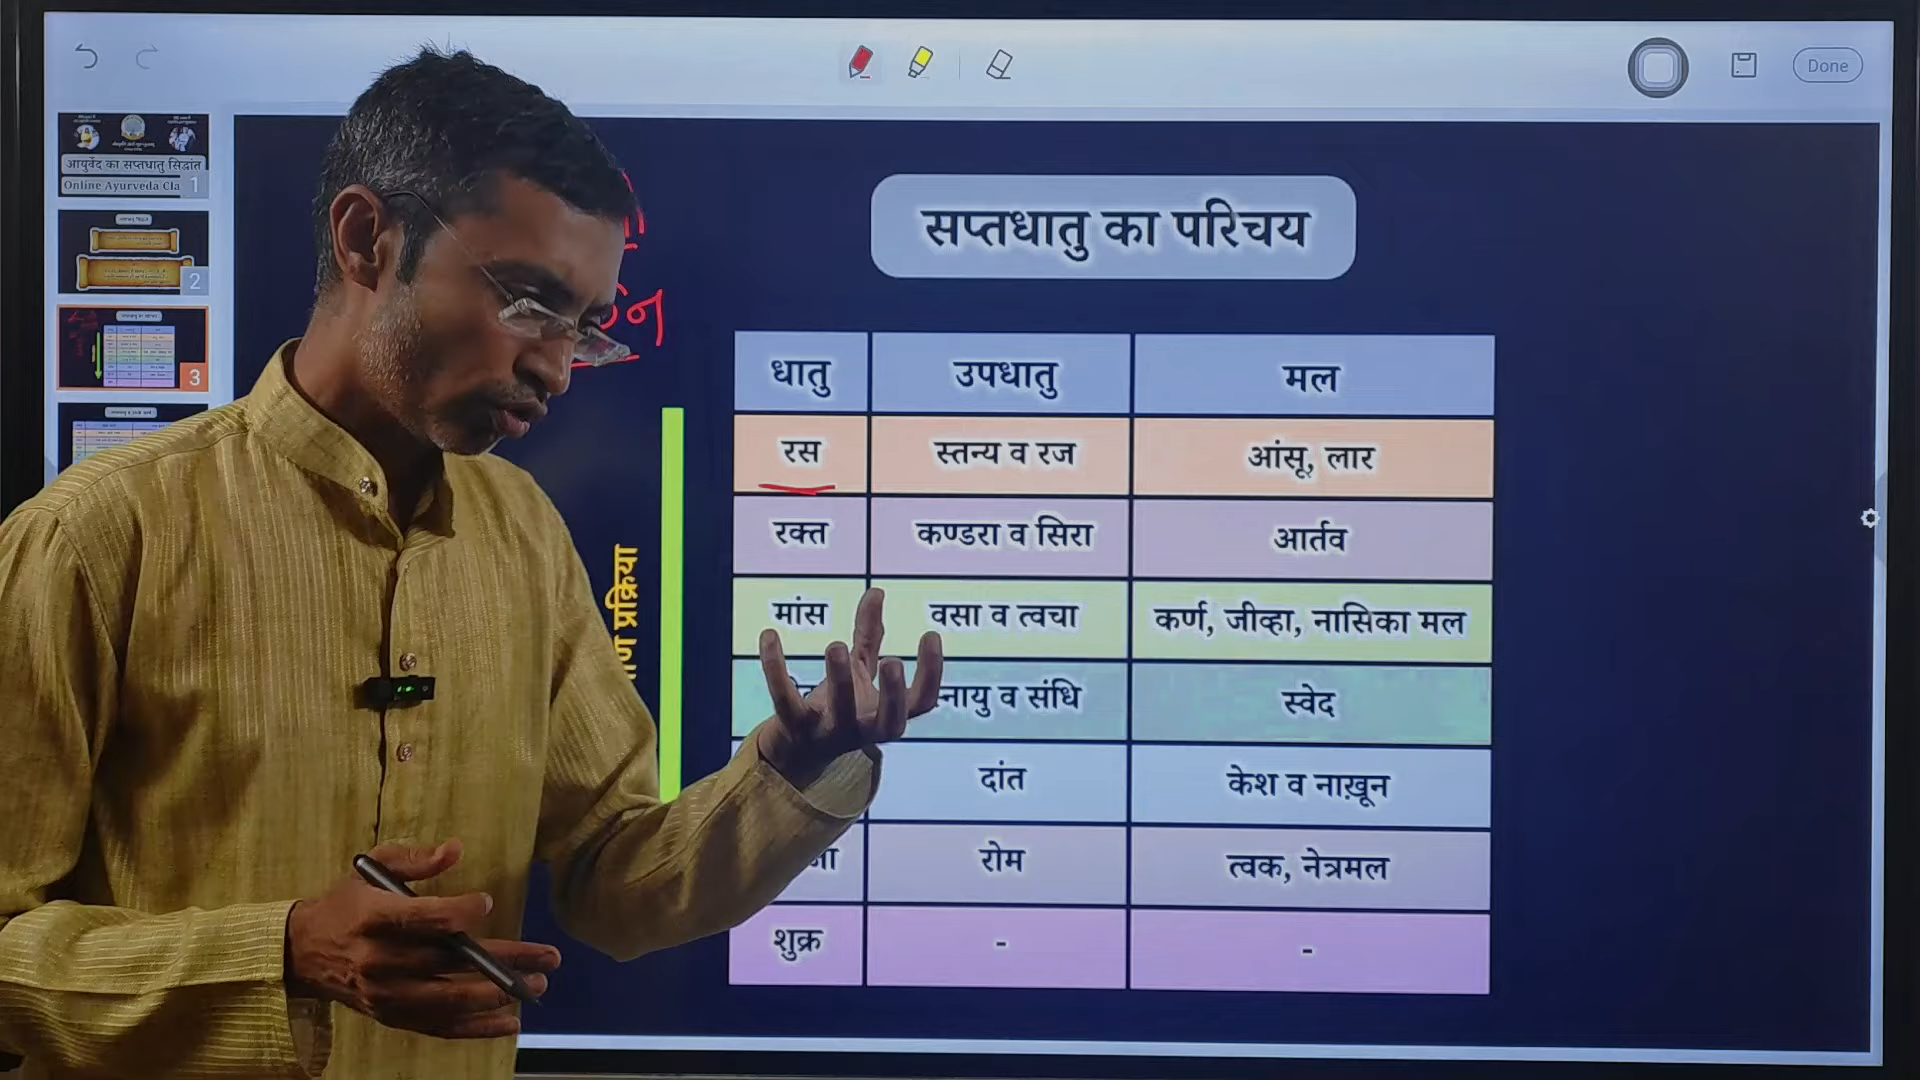 Done
आयुर्वेद का सप्तधातु सिद्धांत
Online Ayurveda Cla
1
2
3
सप्तधातु का परिचय
धातु उपधातु मल
रस स्तन्य व रज आंसू, लार
रक्त कण्डरा व सिरा आर्तव
मांस वसा व त्वचा कर्ण, जीव्हा, नासिका मल
व संधि स्वेद
दांत केश व नाख़ून
रोम त्वक, नेत्रमल
शुक्र - -
प्रक्रिया